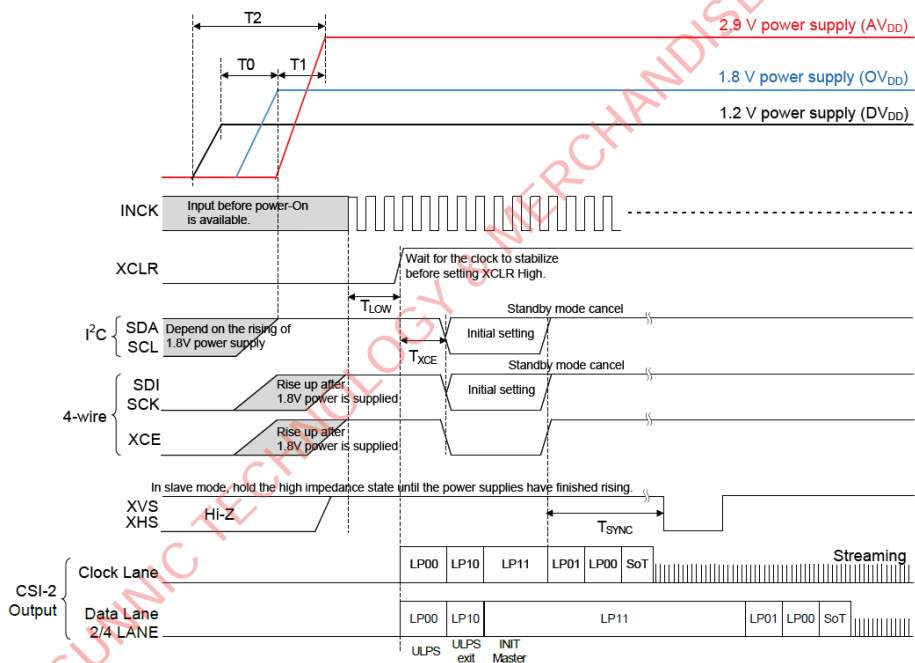 T2
T0
T1
2.9 V power supply (AVDD)
1.8 V power supply (OVDD)
1.2 V power supply (DVDD)
INCK
Input before power-On
is available.
XCLR
Wait for the clock to stabilize
before setting XCLR High.
TLOW
I2C
SDA
SCL
Depend on the rising of
1.8V power supply
TXCE
Standby mode cancel
Initial setting
4-wire
SDI
SCK
Rise up after
1.8V power is supplied
Standby mode cancel
Initial setting
XCE
Rise up after
1.8V power is supplied
In slave mode, hold the high impedance state until the power supplies have finished rising.
XVS
XHS
Hi-Z
TSYNC
CSI-2
Output
Clock Lane
LP00 LP10 LP11 LP01 LP00 SoT
Streaming
Data Lane
2/4 LANE
LP00 LP10 LP11 LP01 LP00 SoT
ULPS
ULPS
exit
INIT
Master
SUNNIC TECHNOLOGY & MERCHANDISE